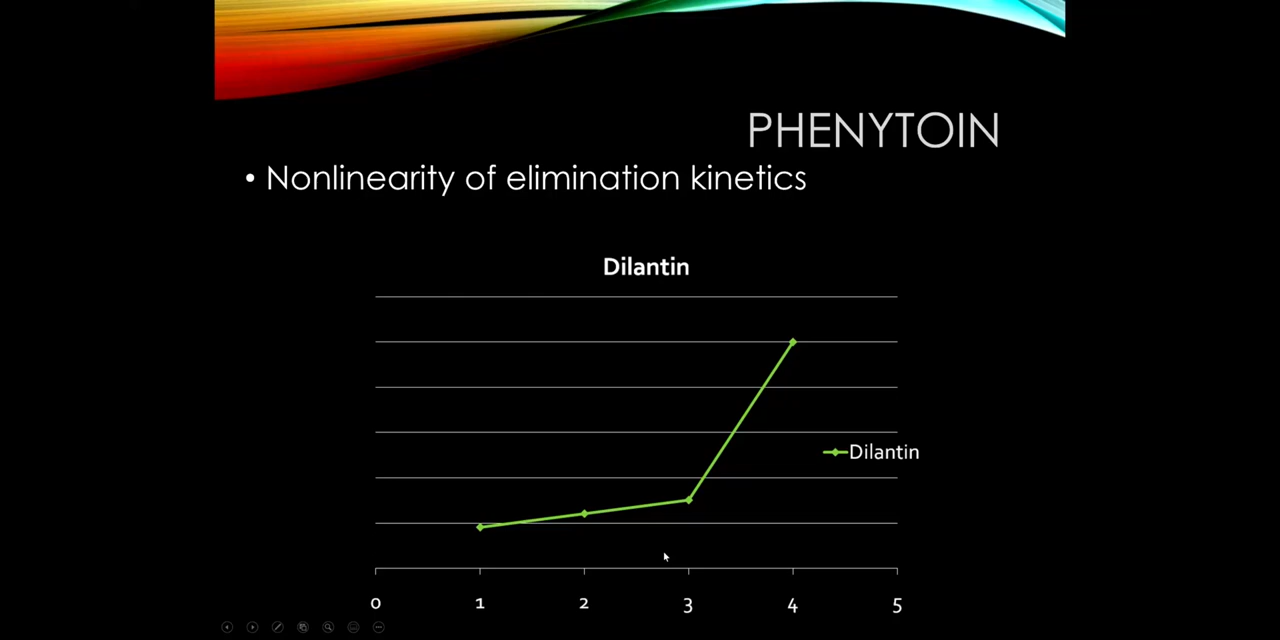 PHENYTOIN
• Nonlinearity of elimination kinetics
Dilantin
Dilantin
0 1 2 3 4 5